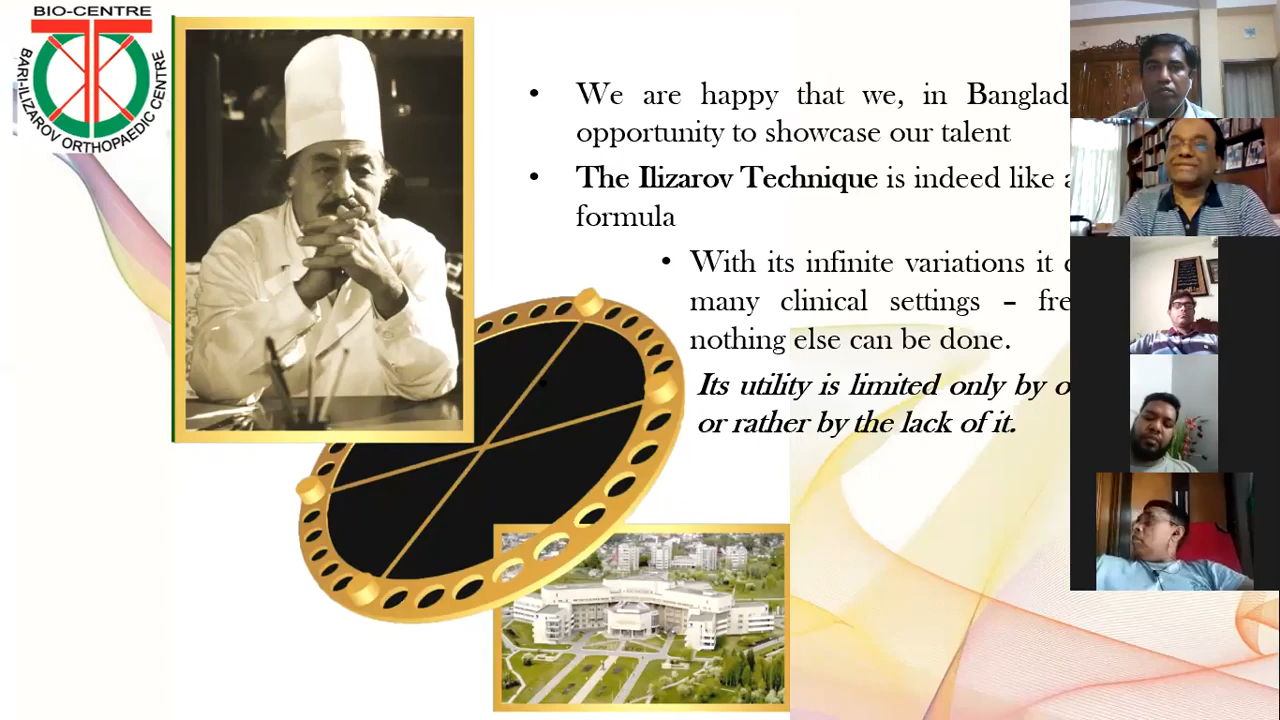 BIO-CENTRE
BARI-ILIZAROV ORTHOPAEDIC CENTRE
• We are happy that we, in Banglad
opportunity to showcase our talent
• The Ilizarov Technique is indeed like a
formula
• With its infinite variations it
many clinical settings – fre
nothing else can be done.
Its utility is limited only by o
or rather by the lack of it.